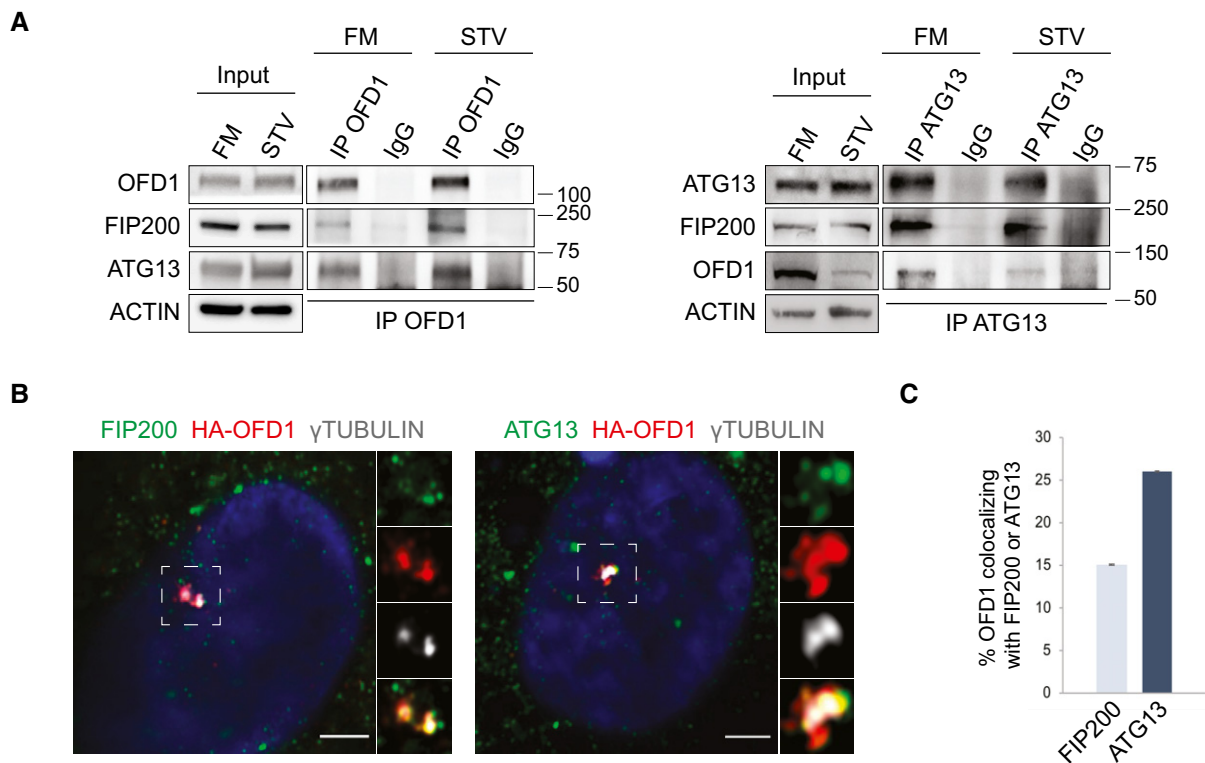 A
FM STV
Input
FM STV IP OFD1 IgG IP OFD1 IgG
OFD1
100
FIP200
250
ATG13
75
50
ACTIN
IP OFD1
FM STV
Input
FM STV IP ATG13 IgG IP ATG13 IgG
ATG13
75
FIP200
250
OFD1
150
ACTIN
50
IP ATG13
B
FIP200 HA-OFD1 γTUBULIN
ATG13 HA-OFD1 γTUBULIN
C
% OFD1 colocalizing
with FIP200 or ATG13
30
25
20
15
10
5
0
FIP200 ATG13